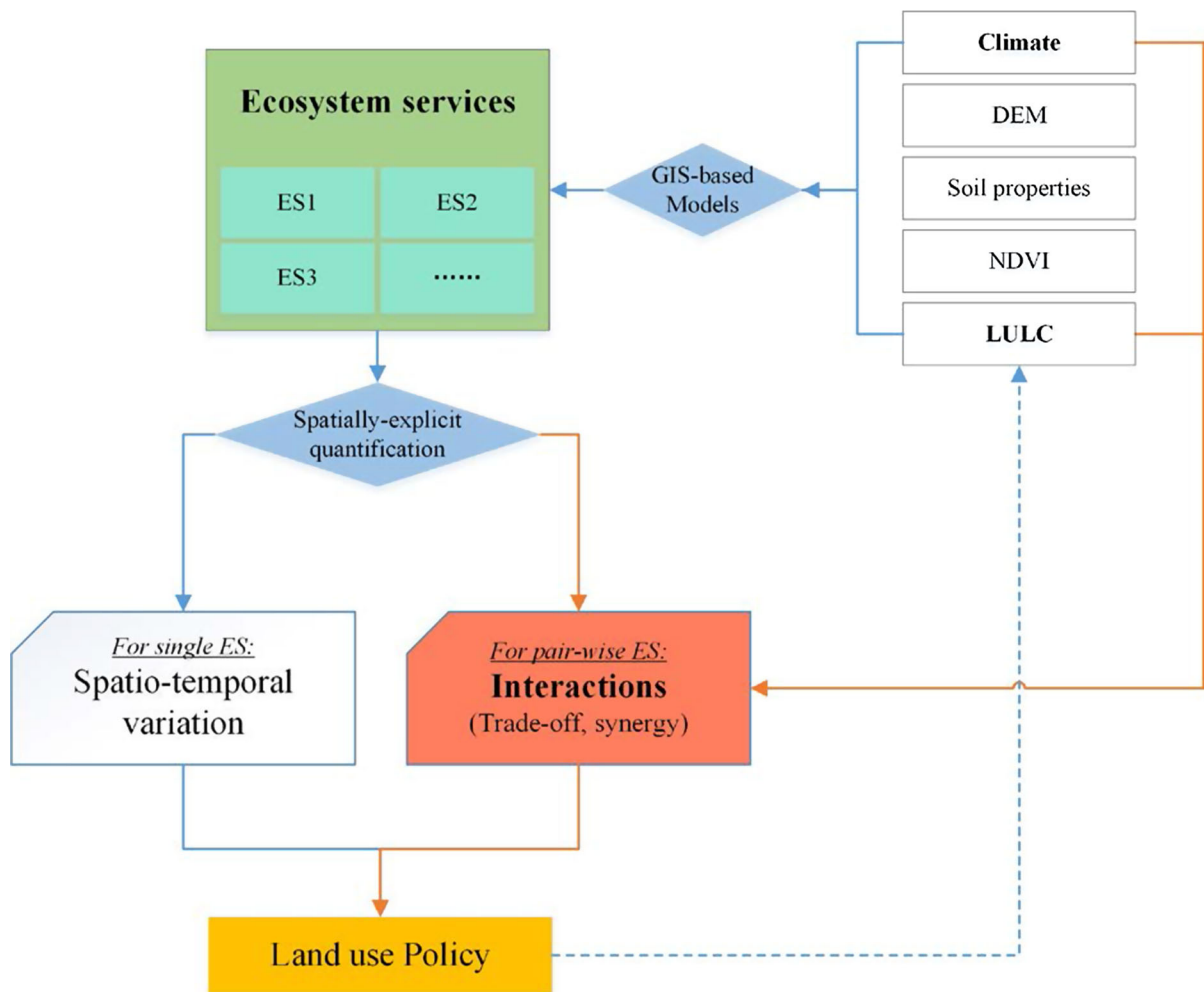 Ecosystem services
ES1
ES2
ES3
······
GIS-based
Models
Climate
DEM
Soil properties
NDVI
LULC
Spatially-explicit
quantification
For single ES:
Spatio-temporal
variation
For pair-wise ES:
Interactions
(Trade-off, synergy)
Land use Policy